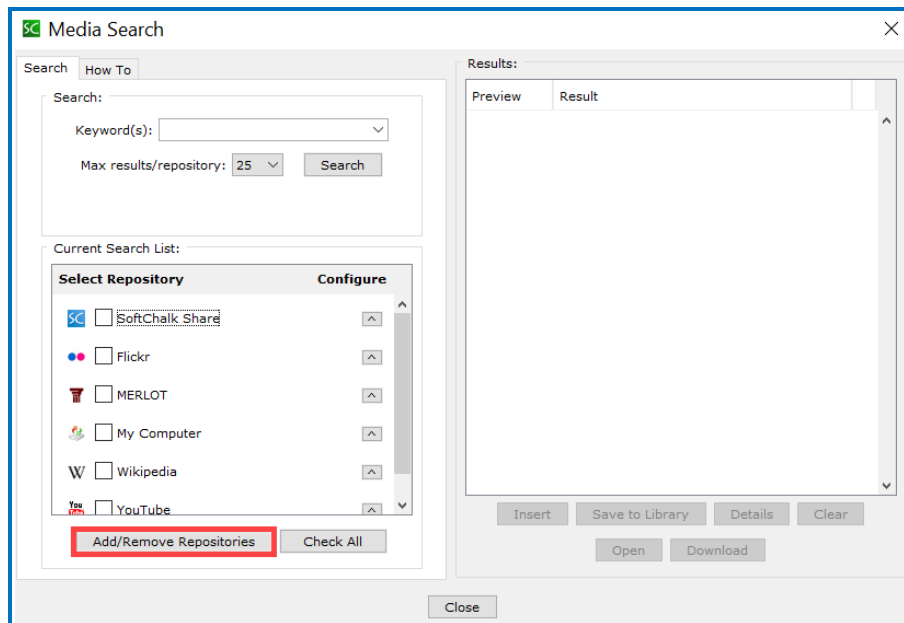 SC Media Search
Search How To
Search:
Keyword(s):
Max results/repository: 25 Search
Current Search List:
Select Repository Configure
SC SoftChalk Share
Flickr
MERLOT
My Computer
W Wikipedia
You Tube YouTube
Add/Remove Repositories Check All
Results:
Preview Result
Insert Save to Library Details Clear
Open Download
Close